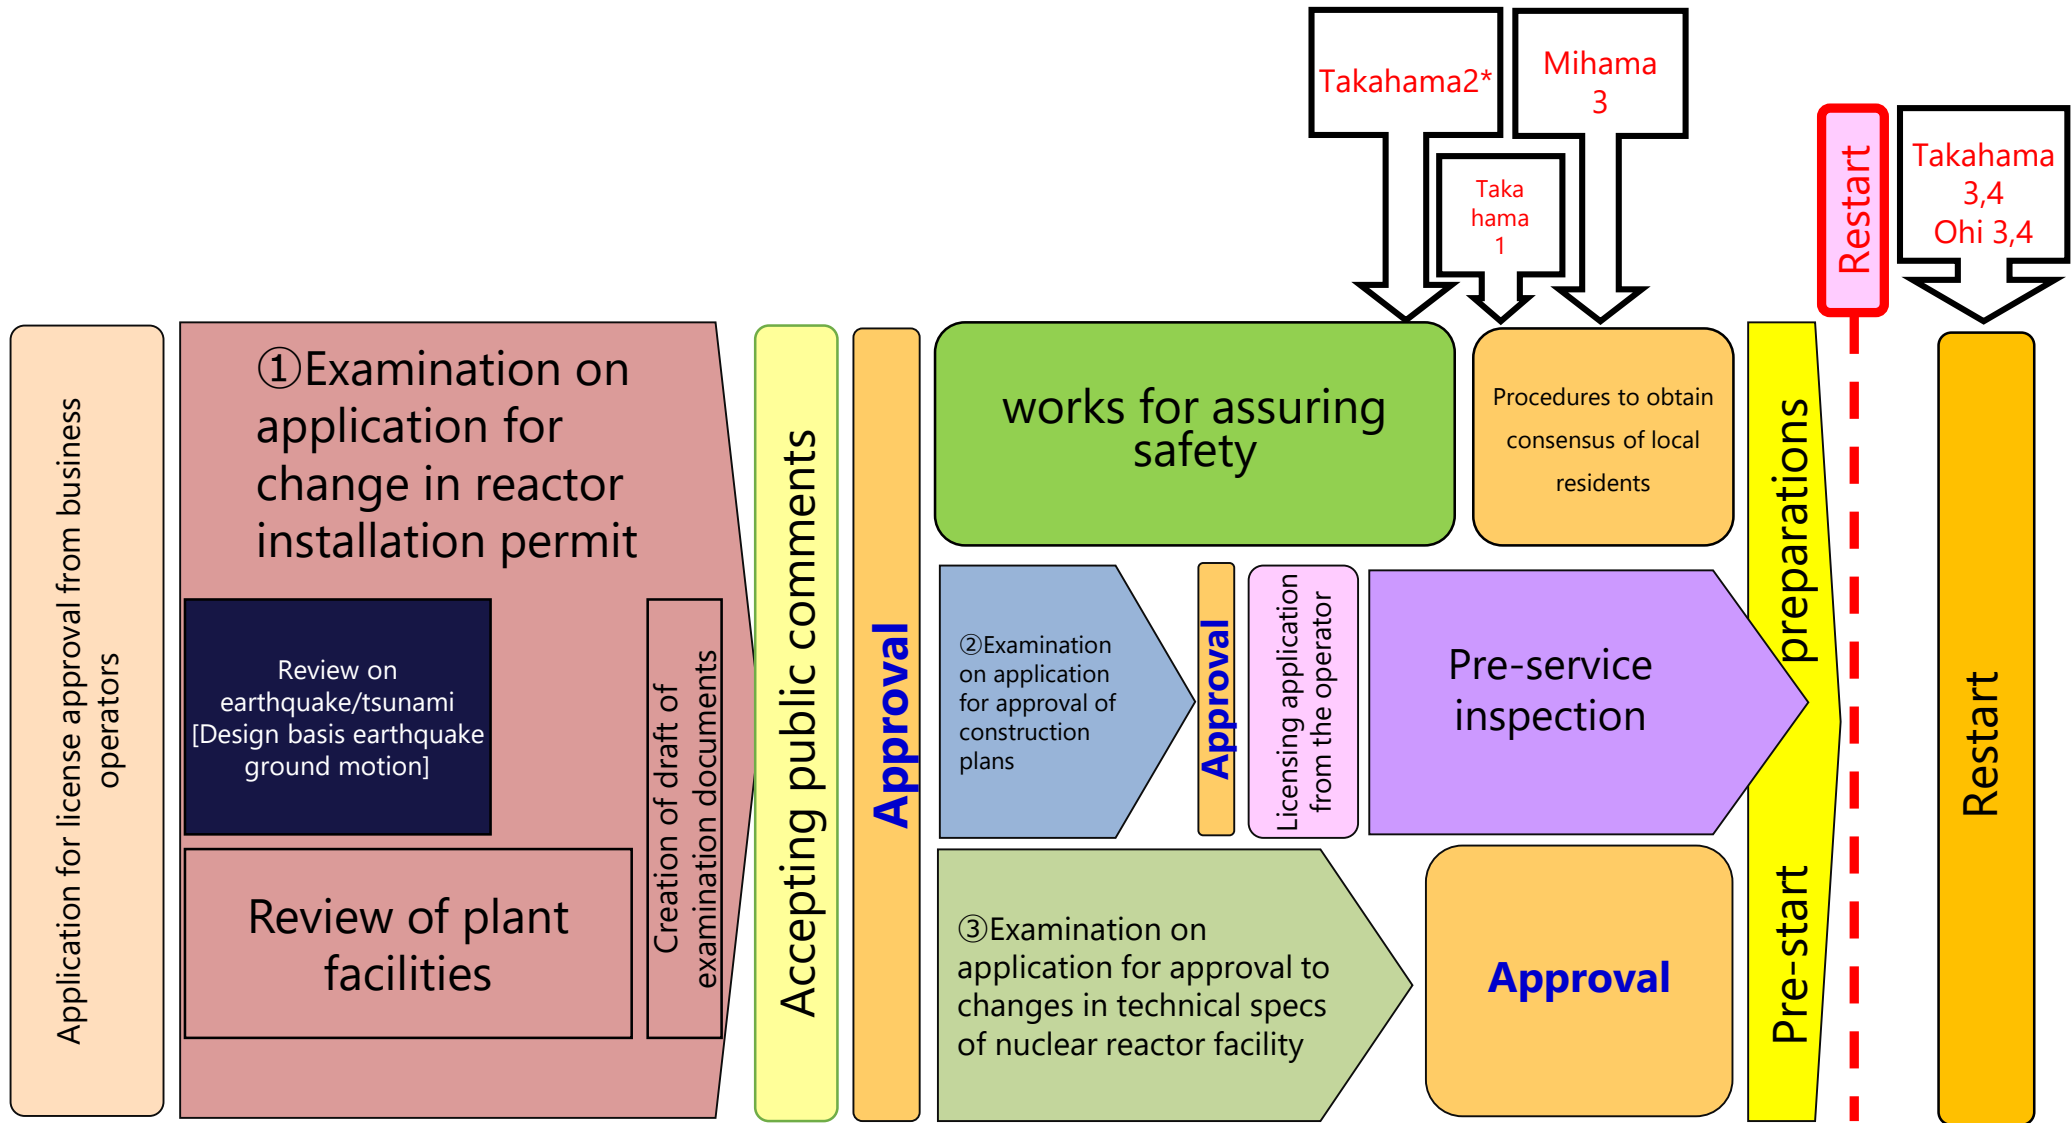 Takahama2*
Mihama
3
Taka
hama
1
Restart
Takahama
3,4
Ohi 3,4
Application for license approval from business
operators
①Examination on
application for
change in reactor
installation permit
Review on
earthquake/tsunami
[Design basis earthquake
ground motion]
Review of plant
facilities
Creation of draft of
examination documents
Accepting public comments
Approval
works for assuring
safety
Procedures to obtain
consensus of local
residents
②Examination
on application
for approval of
construction
plans
Approval
Licensing application
from the operator
Pre-service
inspection
③Examination on
application for approval to
changes in technical specs
of nuclear reactor facility
Approval
Pre-start preparations
Restart